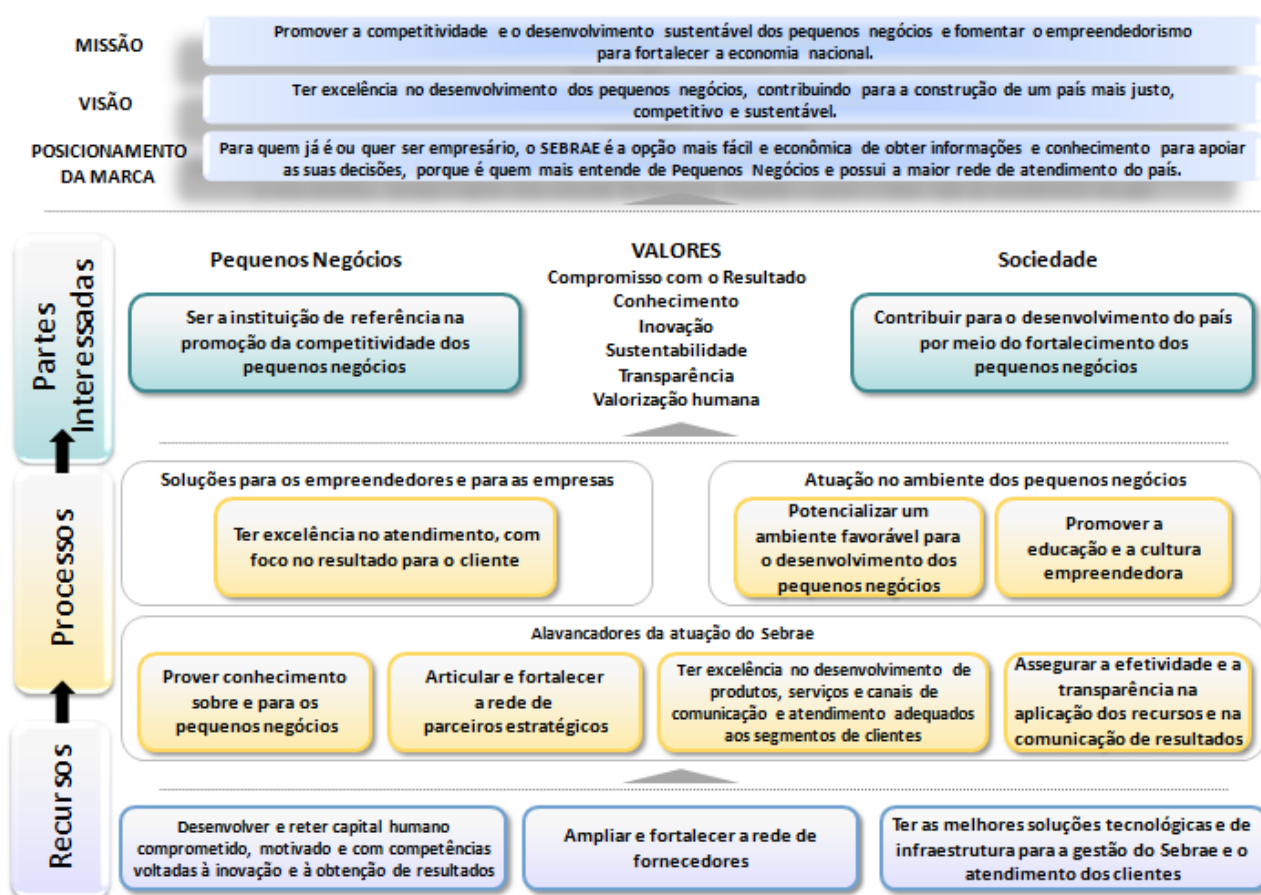 MISSÃO
Promover a competitividade e o desenvolvimento sustentável dos pequenos negócios e fomentar o empreendedorismo
para fortalecer a economia nacional.
VISÃO
Ter excelência no desenvolvimento dos pequenos negócios, contribuindo para a construção de um país mais justo,
competitivo e sustentável.
POSICIONAMENTO
DA MARCA
Para quem já é ou quer ser empresário, o SEBRAE é a opção mais fácil e econômica de obter informações e conhecimento para apoiar
as suas decisões, porque é quem mais entende de Pequenos Negócios e possui a maior rede de atendimento do país.
Partes
Interessadas
Pequenos Negócios
Ser a instituição de referência na
promoção da competitividade dos
pequenos negócios
VALORES
Compromisso com o Resultado
Conhecimento
Inovação
Sustentabilidade
Transparência
Valorização humana
Sociedade
Contribuir para o desenvolvimento do país
por meio do fortalecimento dos
pequenos negócios
Processos
Soluções para os empreendedores e para as empresas
Ter excelência no atendimento, com
foco no resultado para o cliente
Atuação no ambiente dos pequenos negócios
Potencializar um
ambiente favorável para
o desenvolvimento dos
pequenos negócios
Promover a
educação e a cultura
empreendedora
Alavancadores da atuação do Sebrae
Prover conhecimento
sobre e para os
pequenos negócios
Articular e fortalecer
a rede de
parceiros estratégicos
Ter excelência no desenvolvimento de
produtos, serviços e canais de
comunicação e atendimento adequados
aos segmentos de clientes
Assegurar a efetividade e a
transparência na
aplicação dos recursos e na
comunicação de resultados
Recursos
Desenvolver e reter capital humano
comprometido, motivado e com competências
voltadas à inovação e à obtenção de resultados
Ampliar e fortalecer a rede de
fornecedores
Ter as melhores soluções tecnológicas e de
infraestrutura para a gestão do Sebrae e o
atendimento dos clientes